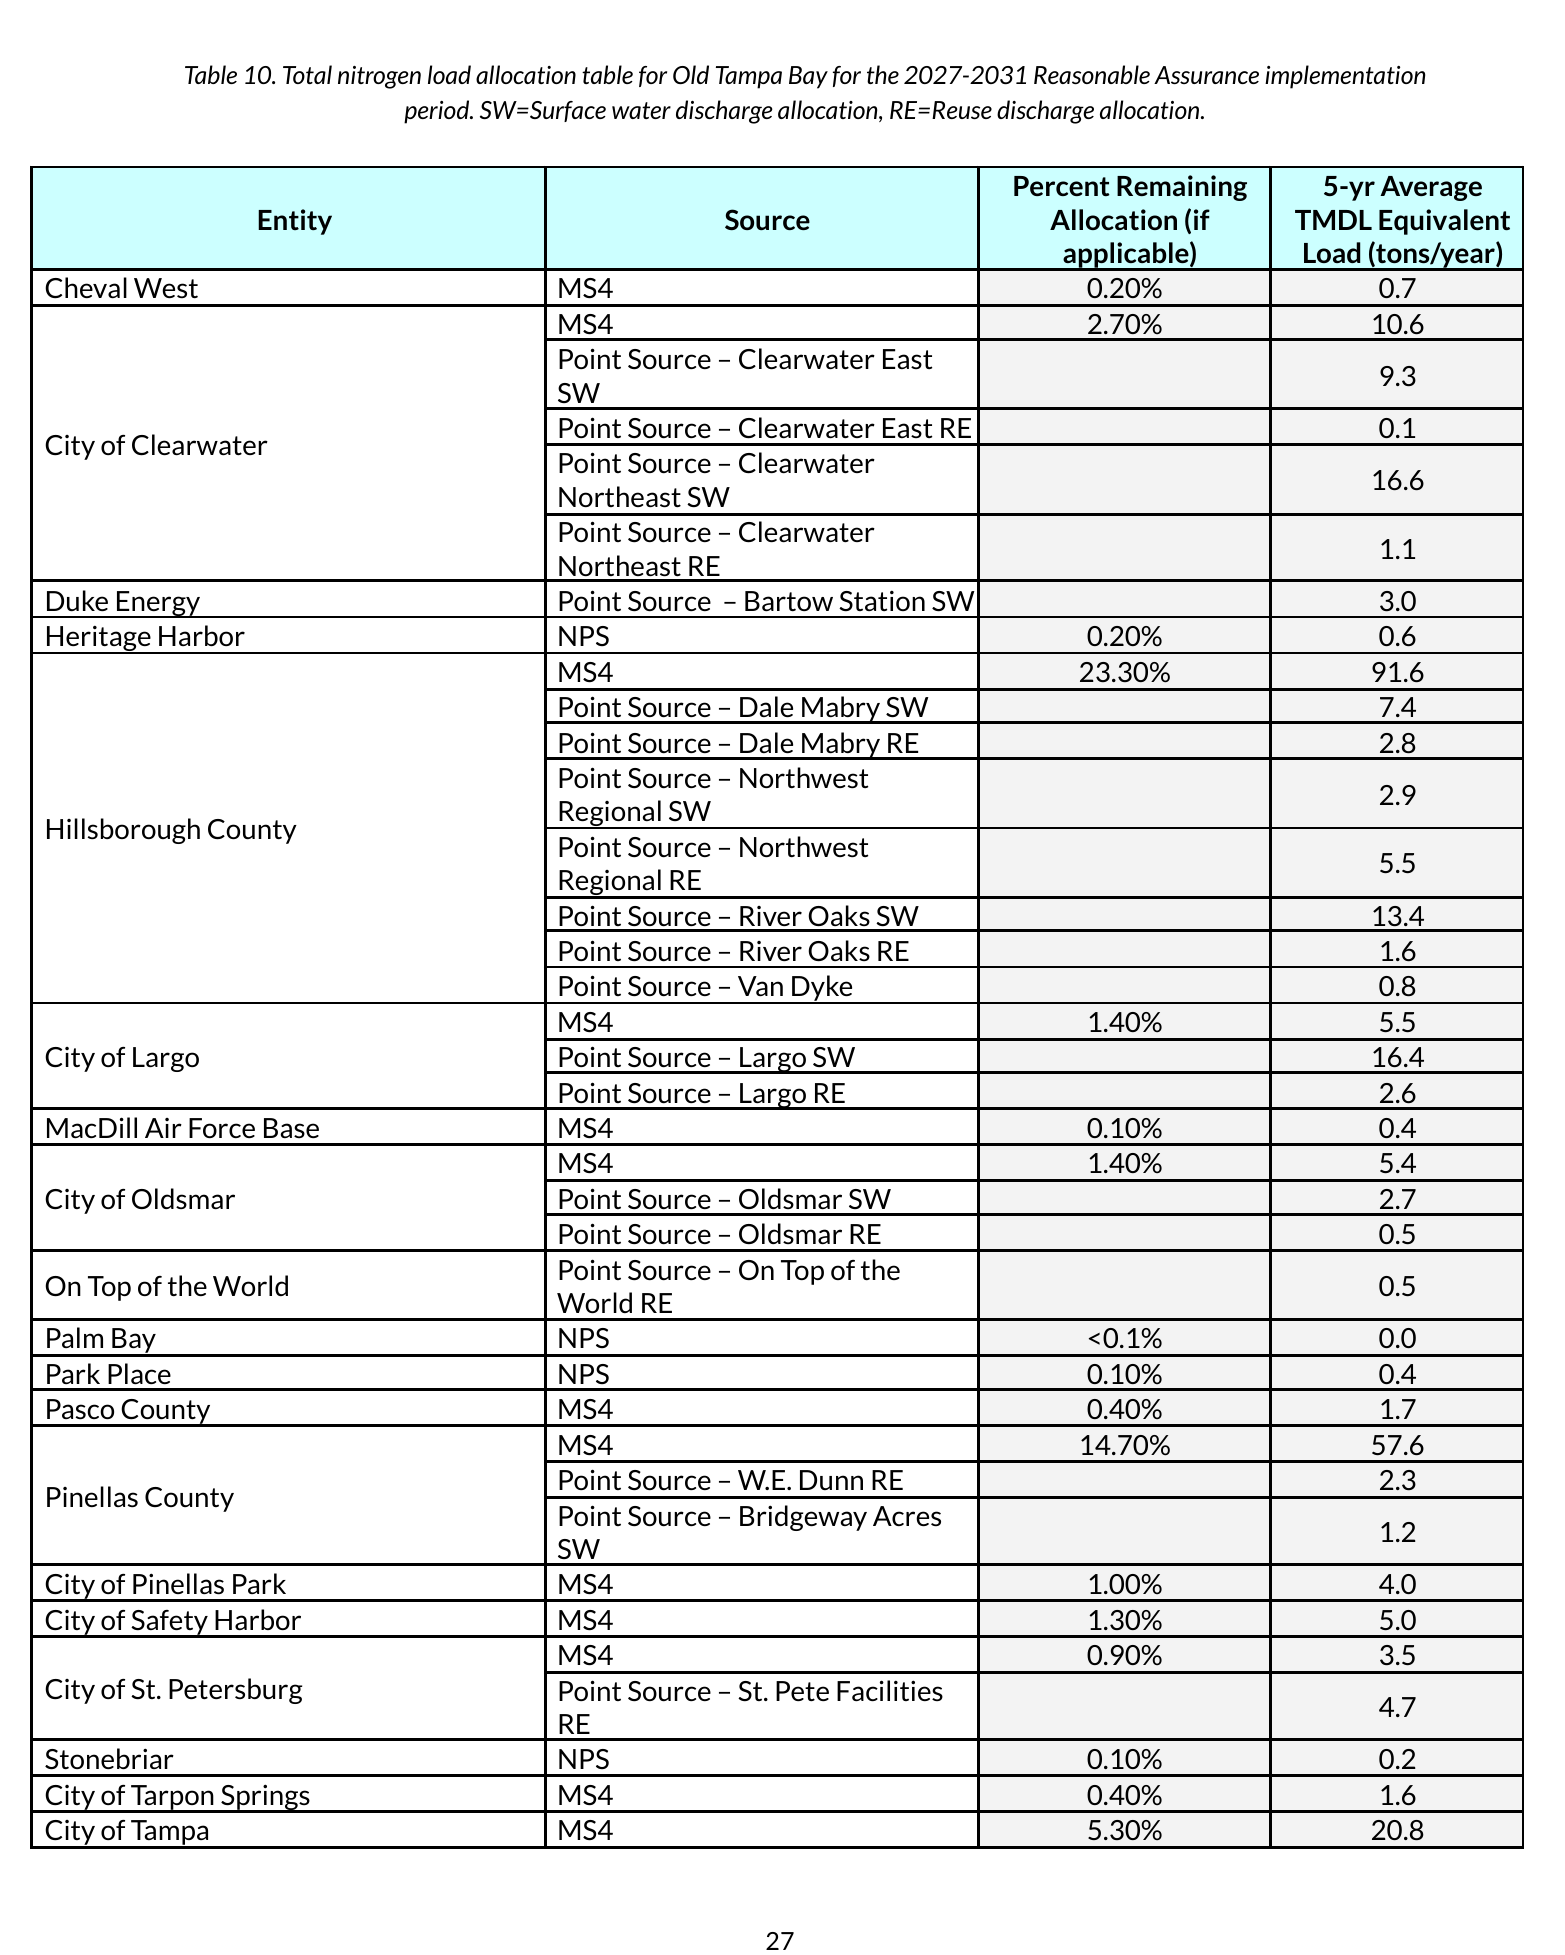 Table 10. Total nitrogen load allocation table for Old Tampa Bay for the 2027-2031 Reasonable Assurance implementation
period. SW=Surface water discharge allocation, RE=Reuse discharge allocation.
Entity
Source
Percent Remaining
Allocation (if
applicable)
5-yr Average
TMDL Equivalent
Load (tons/year)
Cheval West MS4 0.20% 0.7
City of Clearwater
MS4 2.70% 10.6
Point Source – Clearwater East
SW
9.3
Point Source – Clearwater East RE 0.1
Point Source – Clearwater
Northeast SW
16.6
Point Source – Clearwater
Northeast RE
1.1
Duke Energy Point Source – Bartow Station SW 3.0
Heritage Harbor NPS 0.20% 0.6
Hillsborough County
MS4 23.30% 91.6
Point Source – Dale Mabry SW 7.4
Point Source – Dale Mabry RE 2.8
Point Source – Northwest
Regional SW
2.9
Point Source – Northwest
Regional RE
5.5
Point Source – River Oaks SW 13.4
Point Source – River Oaks RE 1.6
Point Source – Van Dyke 0.8
City of Largo
MS4 1.40% 5.5
Point Source – Largo SW 16.4
Point Source – Largo RE 2.6
MacDill Air Force Base MS4 0.10% 0.4
City of Oldsmar
MS4 1.40% 5.4
Point Source – Oldsmar SW 2.7
Point Source – Oldsmar RE 0.5
On Top of the World
Point Source – On Top of the
World RE
0.5
Palm Bay NPS <0.1% 0.0
Park Place NPS 0.10% 0.4
Pasco County MS4 0.40% 1.7
Pinellas County
MS4 14.70% 57.6
Point Source – W.E. Dunn RE 2.3
Point Source – Bridgeway Acres
SW
1.2
City of Pinellas Park MS4 1.00% 4.0
City of Safety Harbor MS4 1.30% 5.0
City of St. Petersburg
MS4 0.90% 3.5
Point Source – St. Pete Facilities
RE
4.7
Stonebriar NPS 0.10% 0.2
City of Tarpon Springs MS4 0.40% 1.6
City of Tampa MS4 5.30% 20.8
27